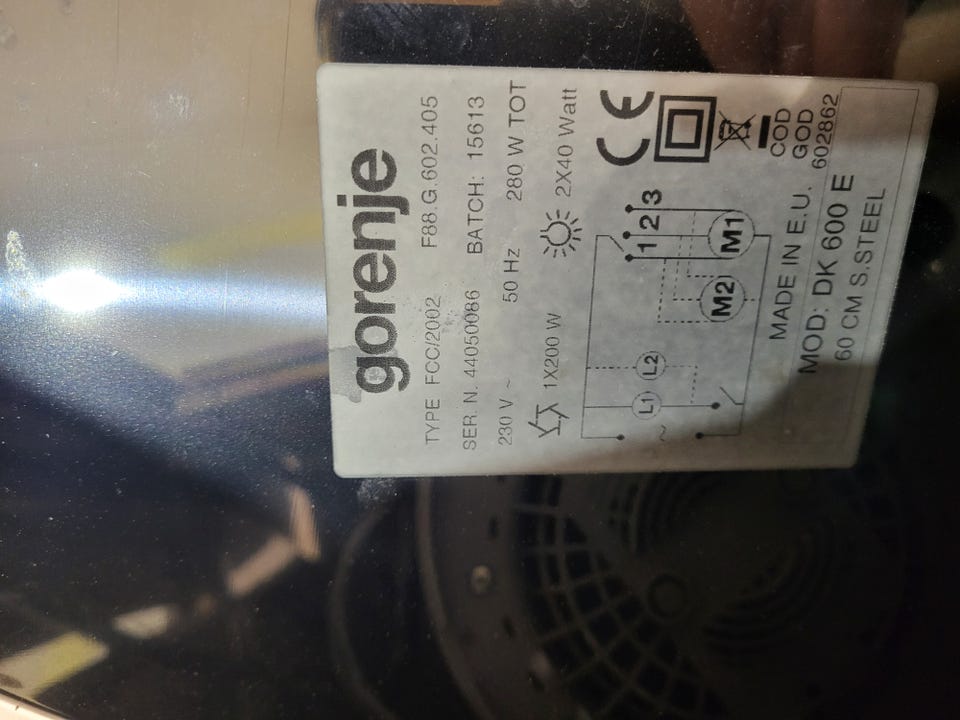 gorenje
TYPE FCC/2002 F88.G.602.405
SER. N. 44050086 BATCH: 15613
230 V ~ 50 Hz 280 W TOT
1X200 W 2X40 Watt
CE
1 2 3
L1 L2 M2 M1
~
COD
GOD
602862
MADE IN E.U.
MOD: DK 600 E
60 CM S.STEEL